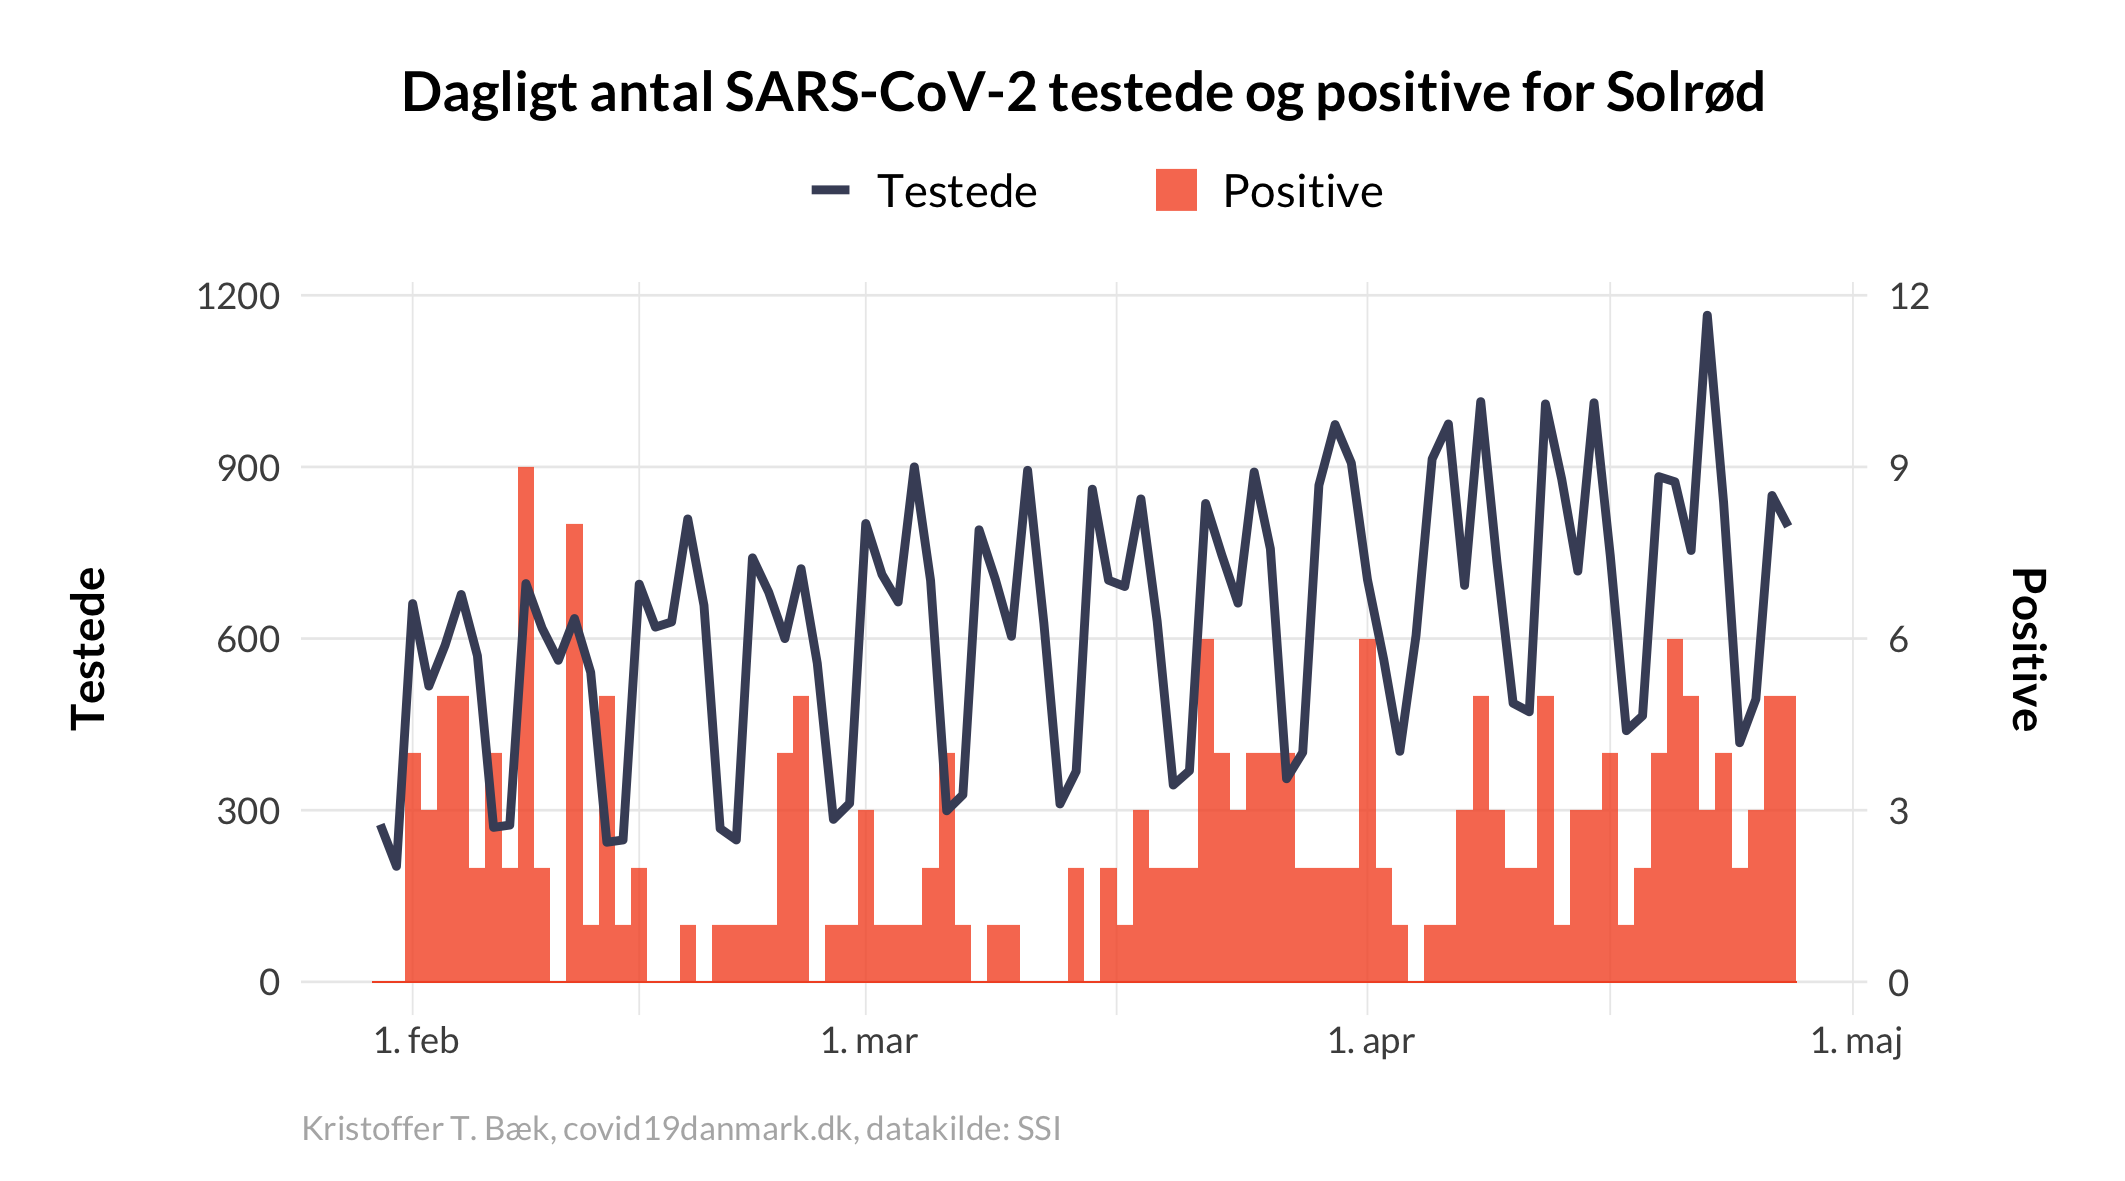 Dagligt antal SARS-CoV-2 testede og positive for Solrød
Testede Positive
1200 12
900 9
600 6
300 3
0 0
Testede
Positive
1. feb 1. mar 1. apr 1. maj
Kristoffer T. Bæk, covid19danmark.dk, datakilde: SSI